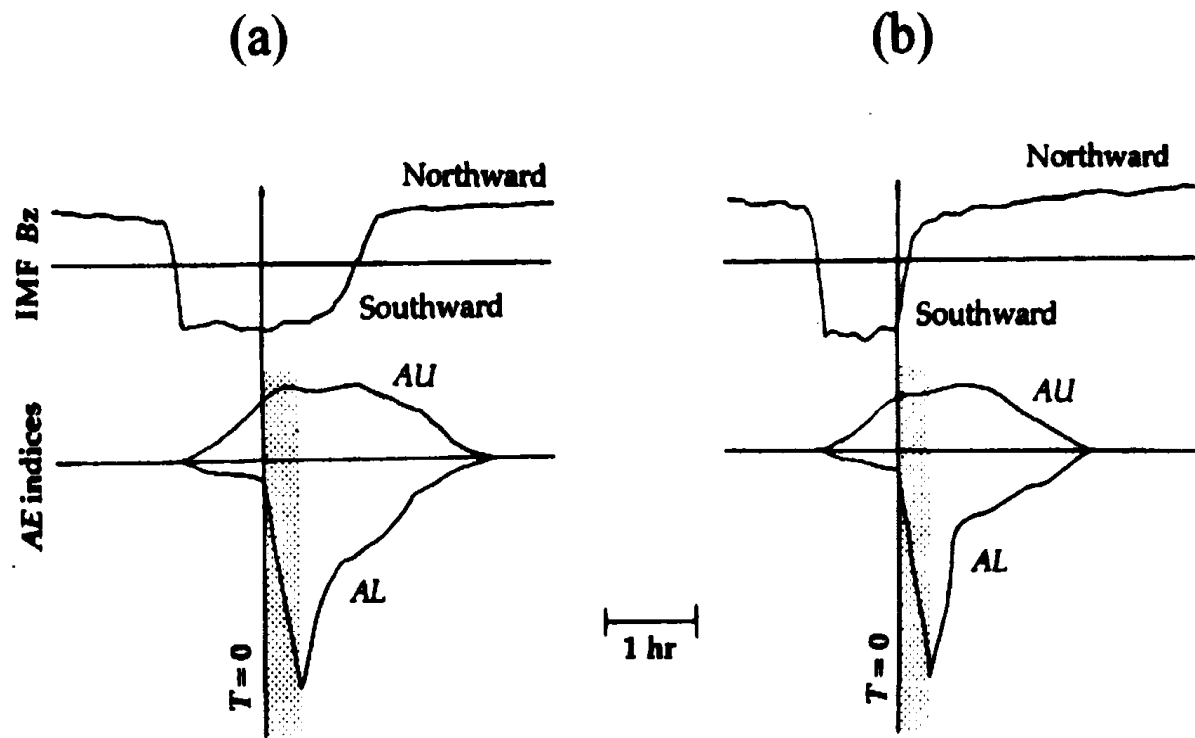 (a)
IMF Bz
Northward
Southward
AE indices
AU
AL
T = 0
1 hr
(b)
Northward
Southward
AU
AL
T = 0